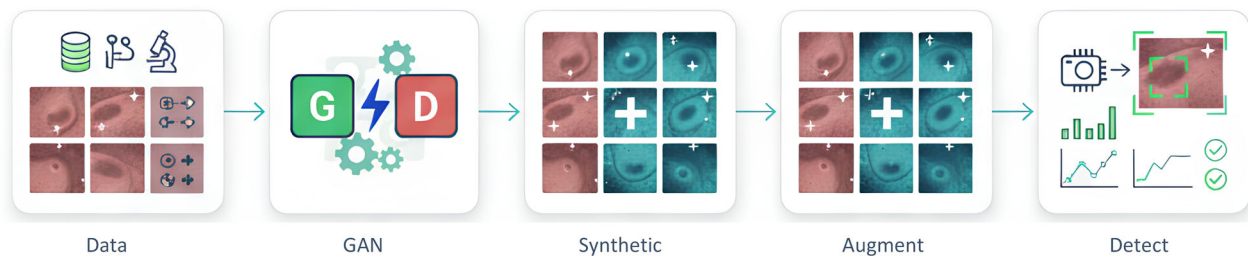 G
D
Data
GAN
Synthetic
Augment
Detect